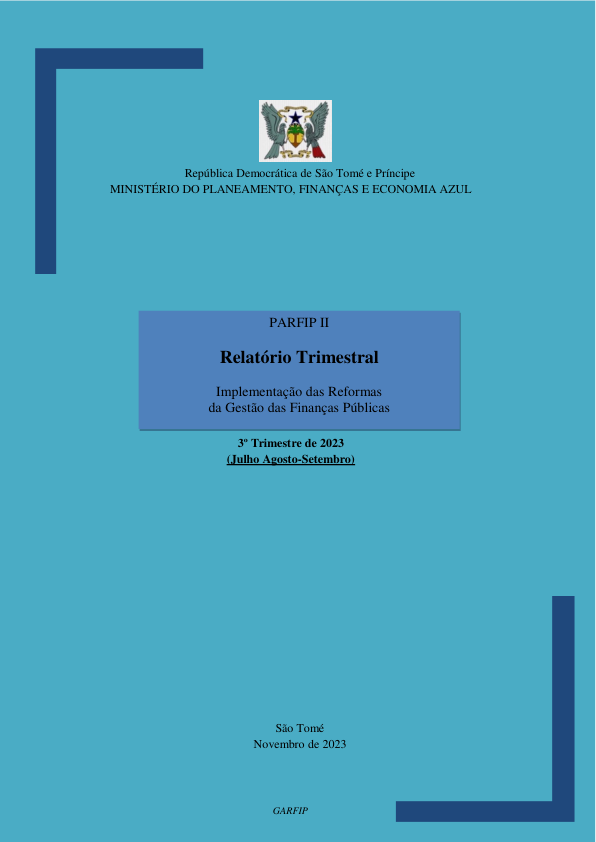 República Democrática de São Tomé e Príncipe
MINISTÉRIO DO PLANEAMENTO, FINANÇAS E ECONOMIA AZUL
PARFIP II
Relatório Trimestral
Implementação das Reformas
da Gestão das Finanças Públicas
3º Trimestre de 2023
(Julho Agosto-Setembro)
São Tomé
Novembro de 2023
GARFIP